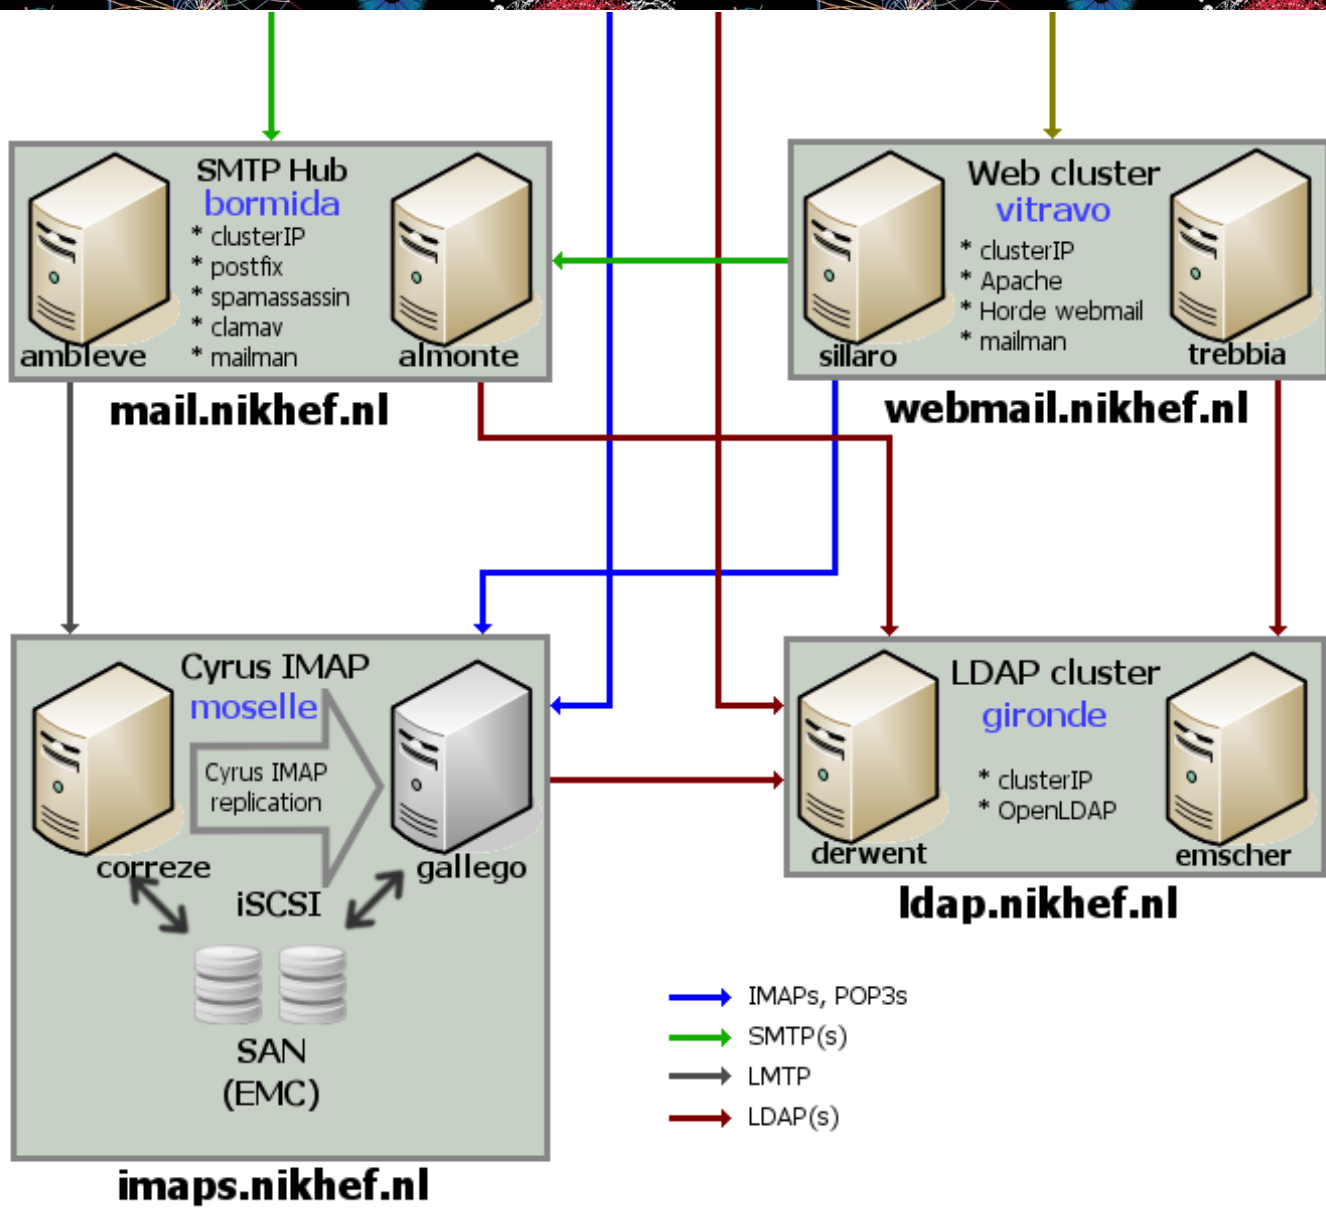 SMTP Hub
bormida
* clusterIP
* postfix
* spamassassin
* clamav
* mailman
ambleve
almonte
mail.nikhef.nl
Web cluster
vitravo
* clusterIP
* Apache
* Horde webmail
* mailman
sillaro
trebbia
webmail.nikhef.nl
Cyrus IMAP
moselle
Cyrus IMAP
replication
correze
gallego
iSCSI
SAN
(EMC)
imaps.nikhef.nl
LDAP cluster
gironde
* clusterIP
* OpenLDAP
derwent
emscher
ldap.nikhef.nl
IMAPs, POP3s
SMTP(s)
LMTP
LDAP(s)